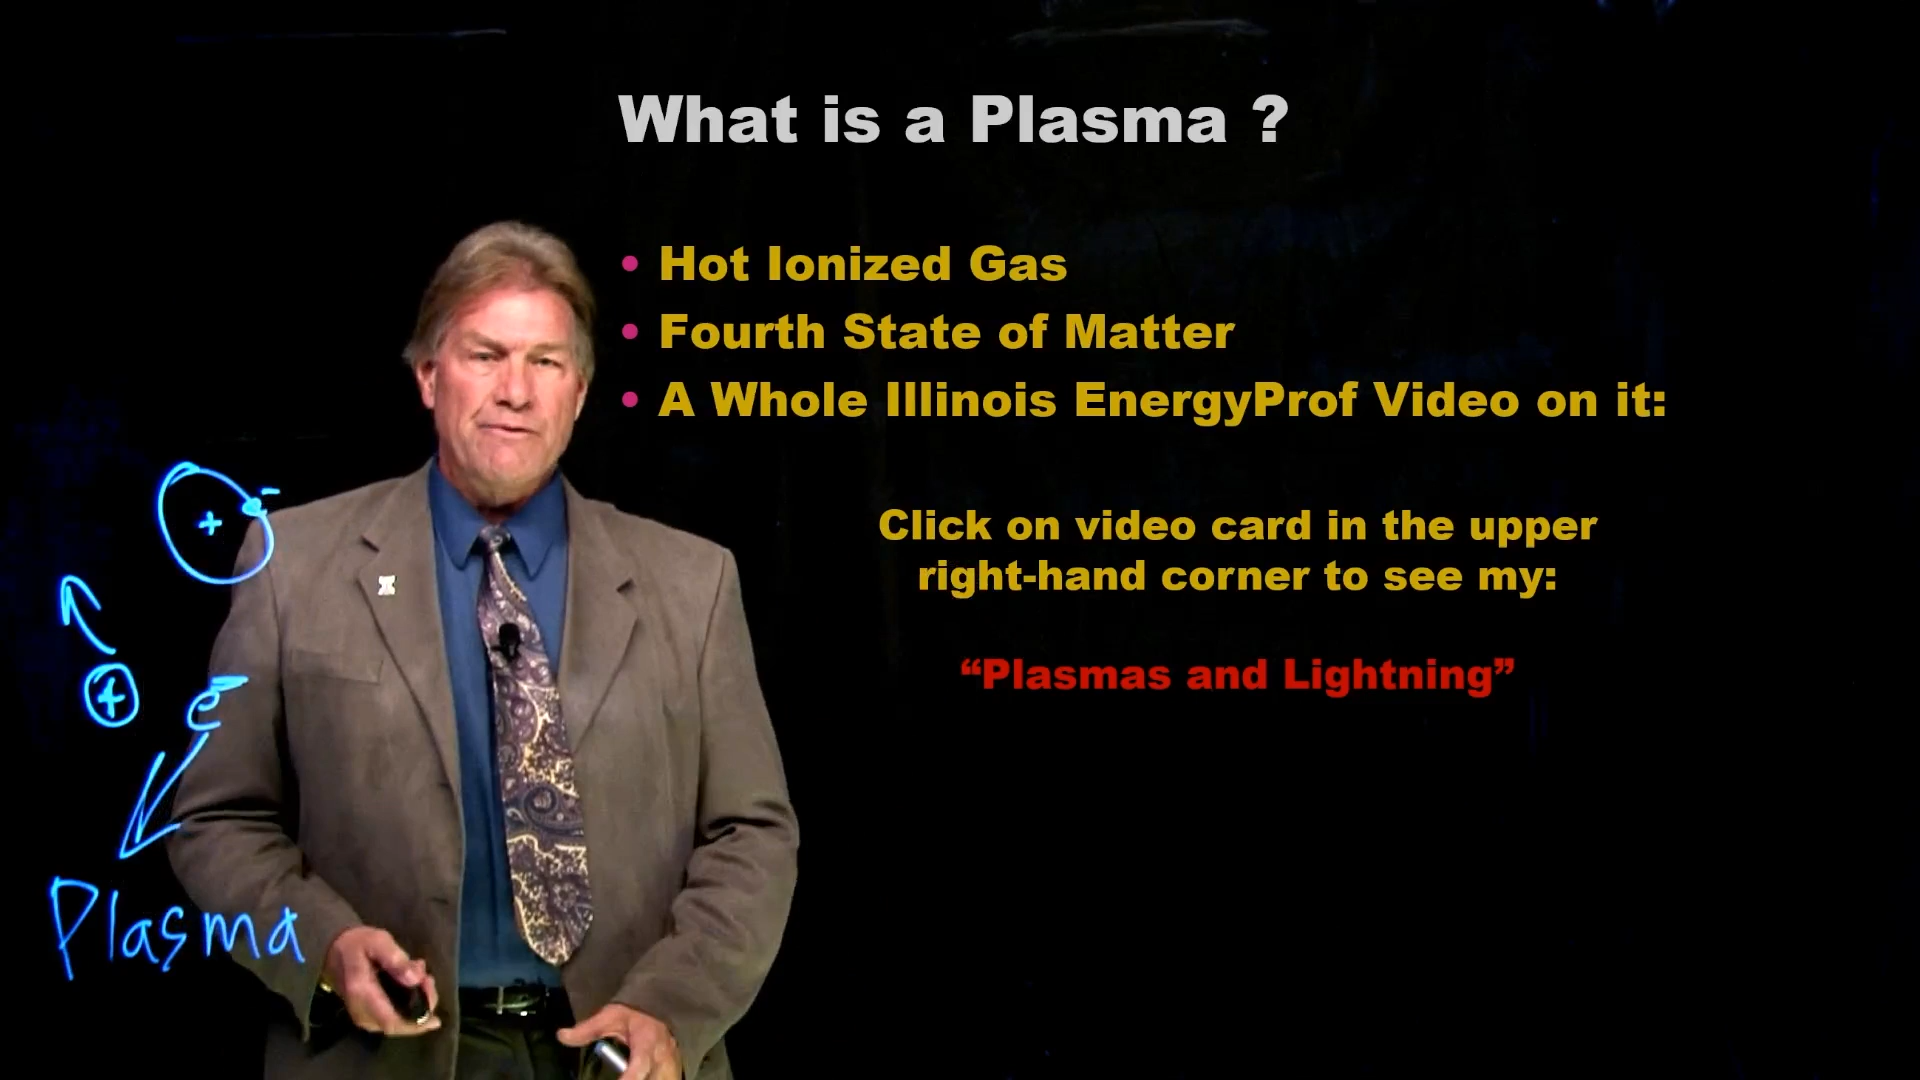 What is a Plasma ?
• Hot Ionized Gas
• Fourth State of Matter
• A Whole Illinois EnergyProf Video on it:
Click on video card in the upper
right-hand corner to see my:
“Plasmas and Lightning”
+ e-
+ e-
Plasma